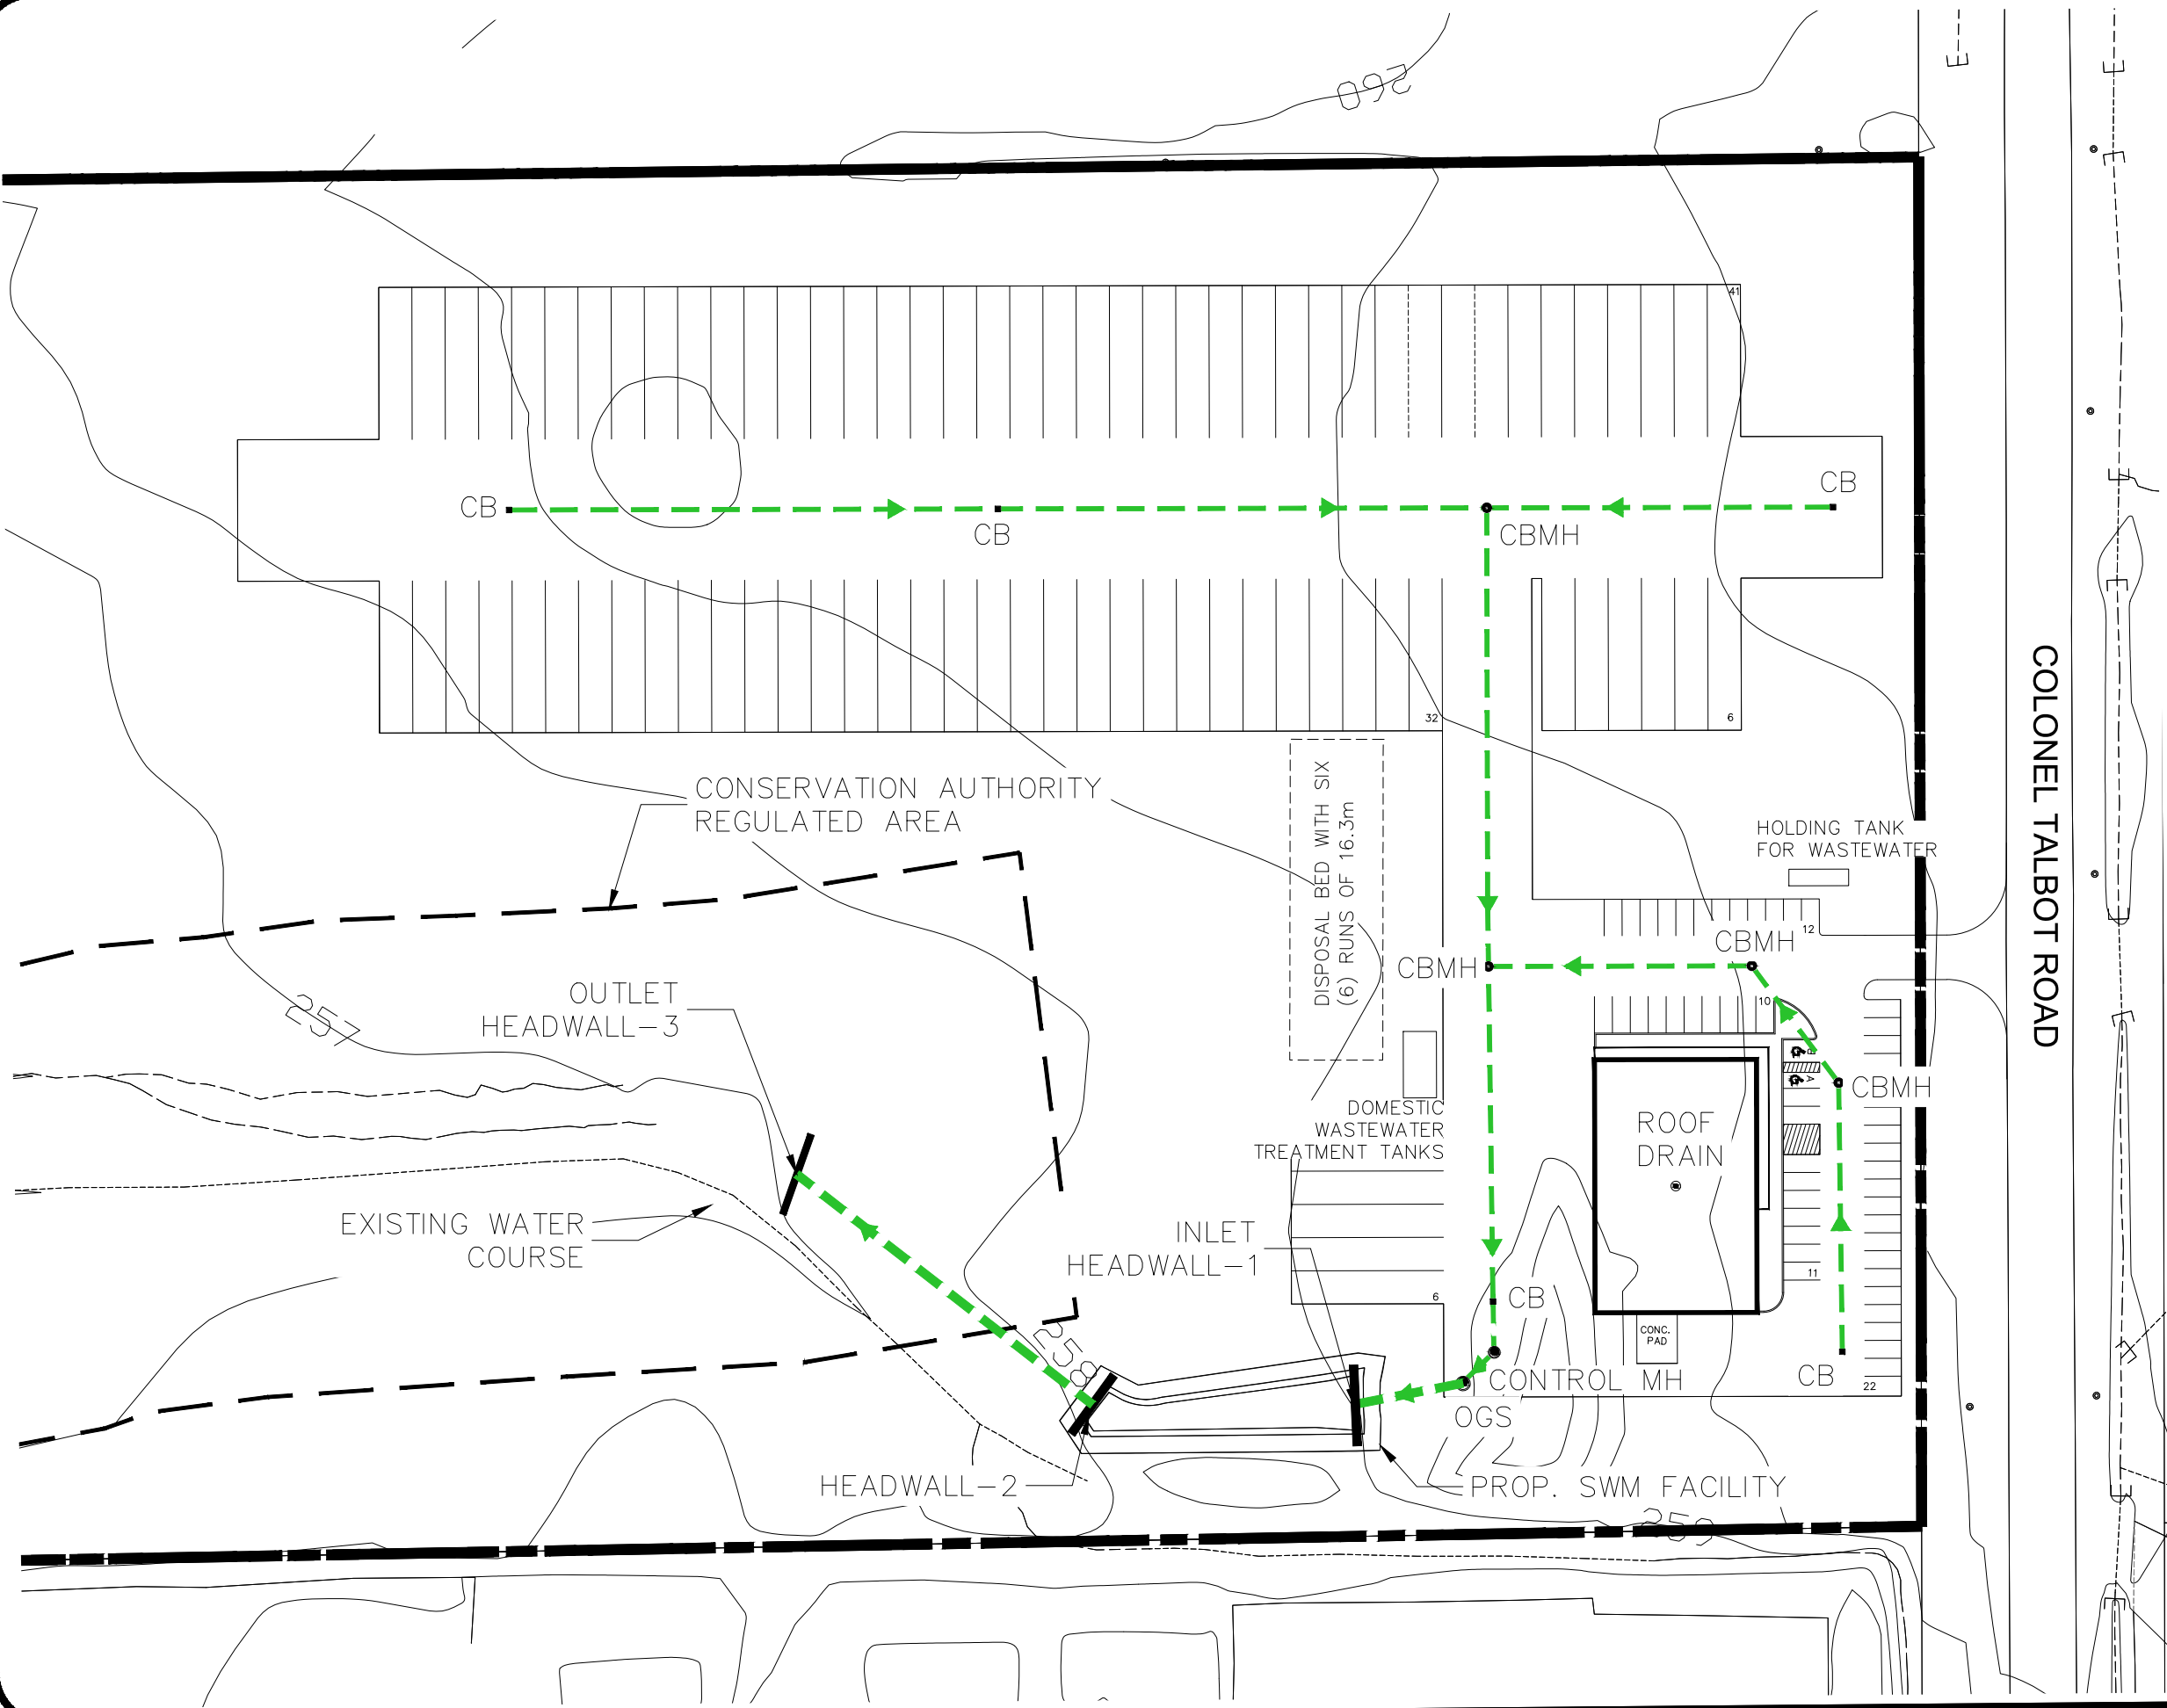 260
41
CB
CB
CBMH
CB
32
6
CONSERVATION AUTHORITY
REGULATED AREA
DISPOSAL BED WITH SIX
(6) RUNS OF 16.3m
HOLDING TANK
FOR WASTEWATER
COLONEL TALBOT ROAD
12
CBMH
CBMH
10
OUTLET
HEADWALL-3
257
B
A
CBMH
DOMESTIC
WASTEWATER
TREATMENT TANKS
ROOF
DRAIN
EXISTING WATER
COURSE
INLET
HEADWALL-1
11
6
CB
CONC.
PAD
258
CONTROL MH
CB
22
OGS
HEADWALL-2
PROP. SWM FACILITY
259